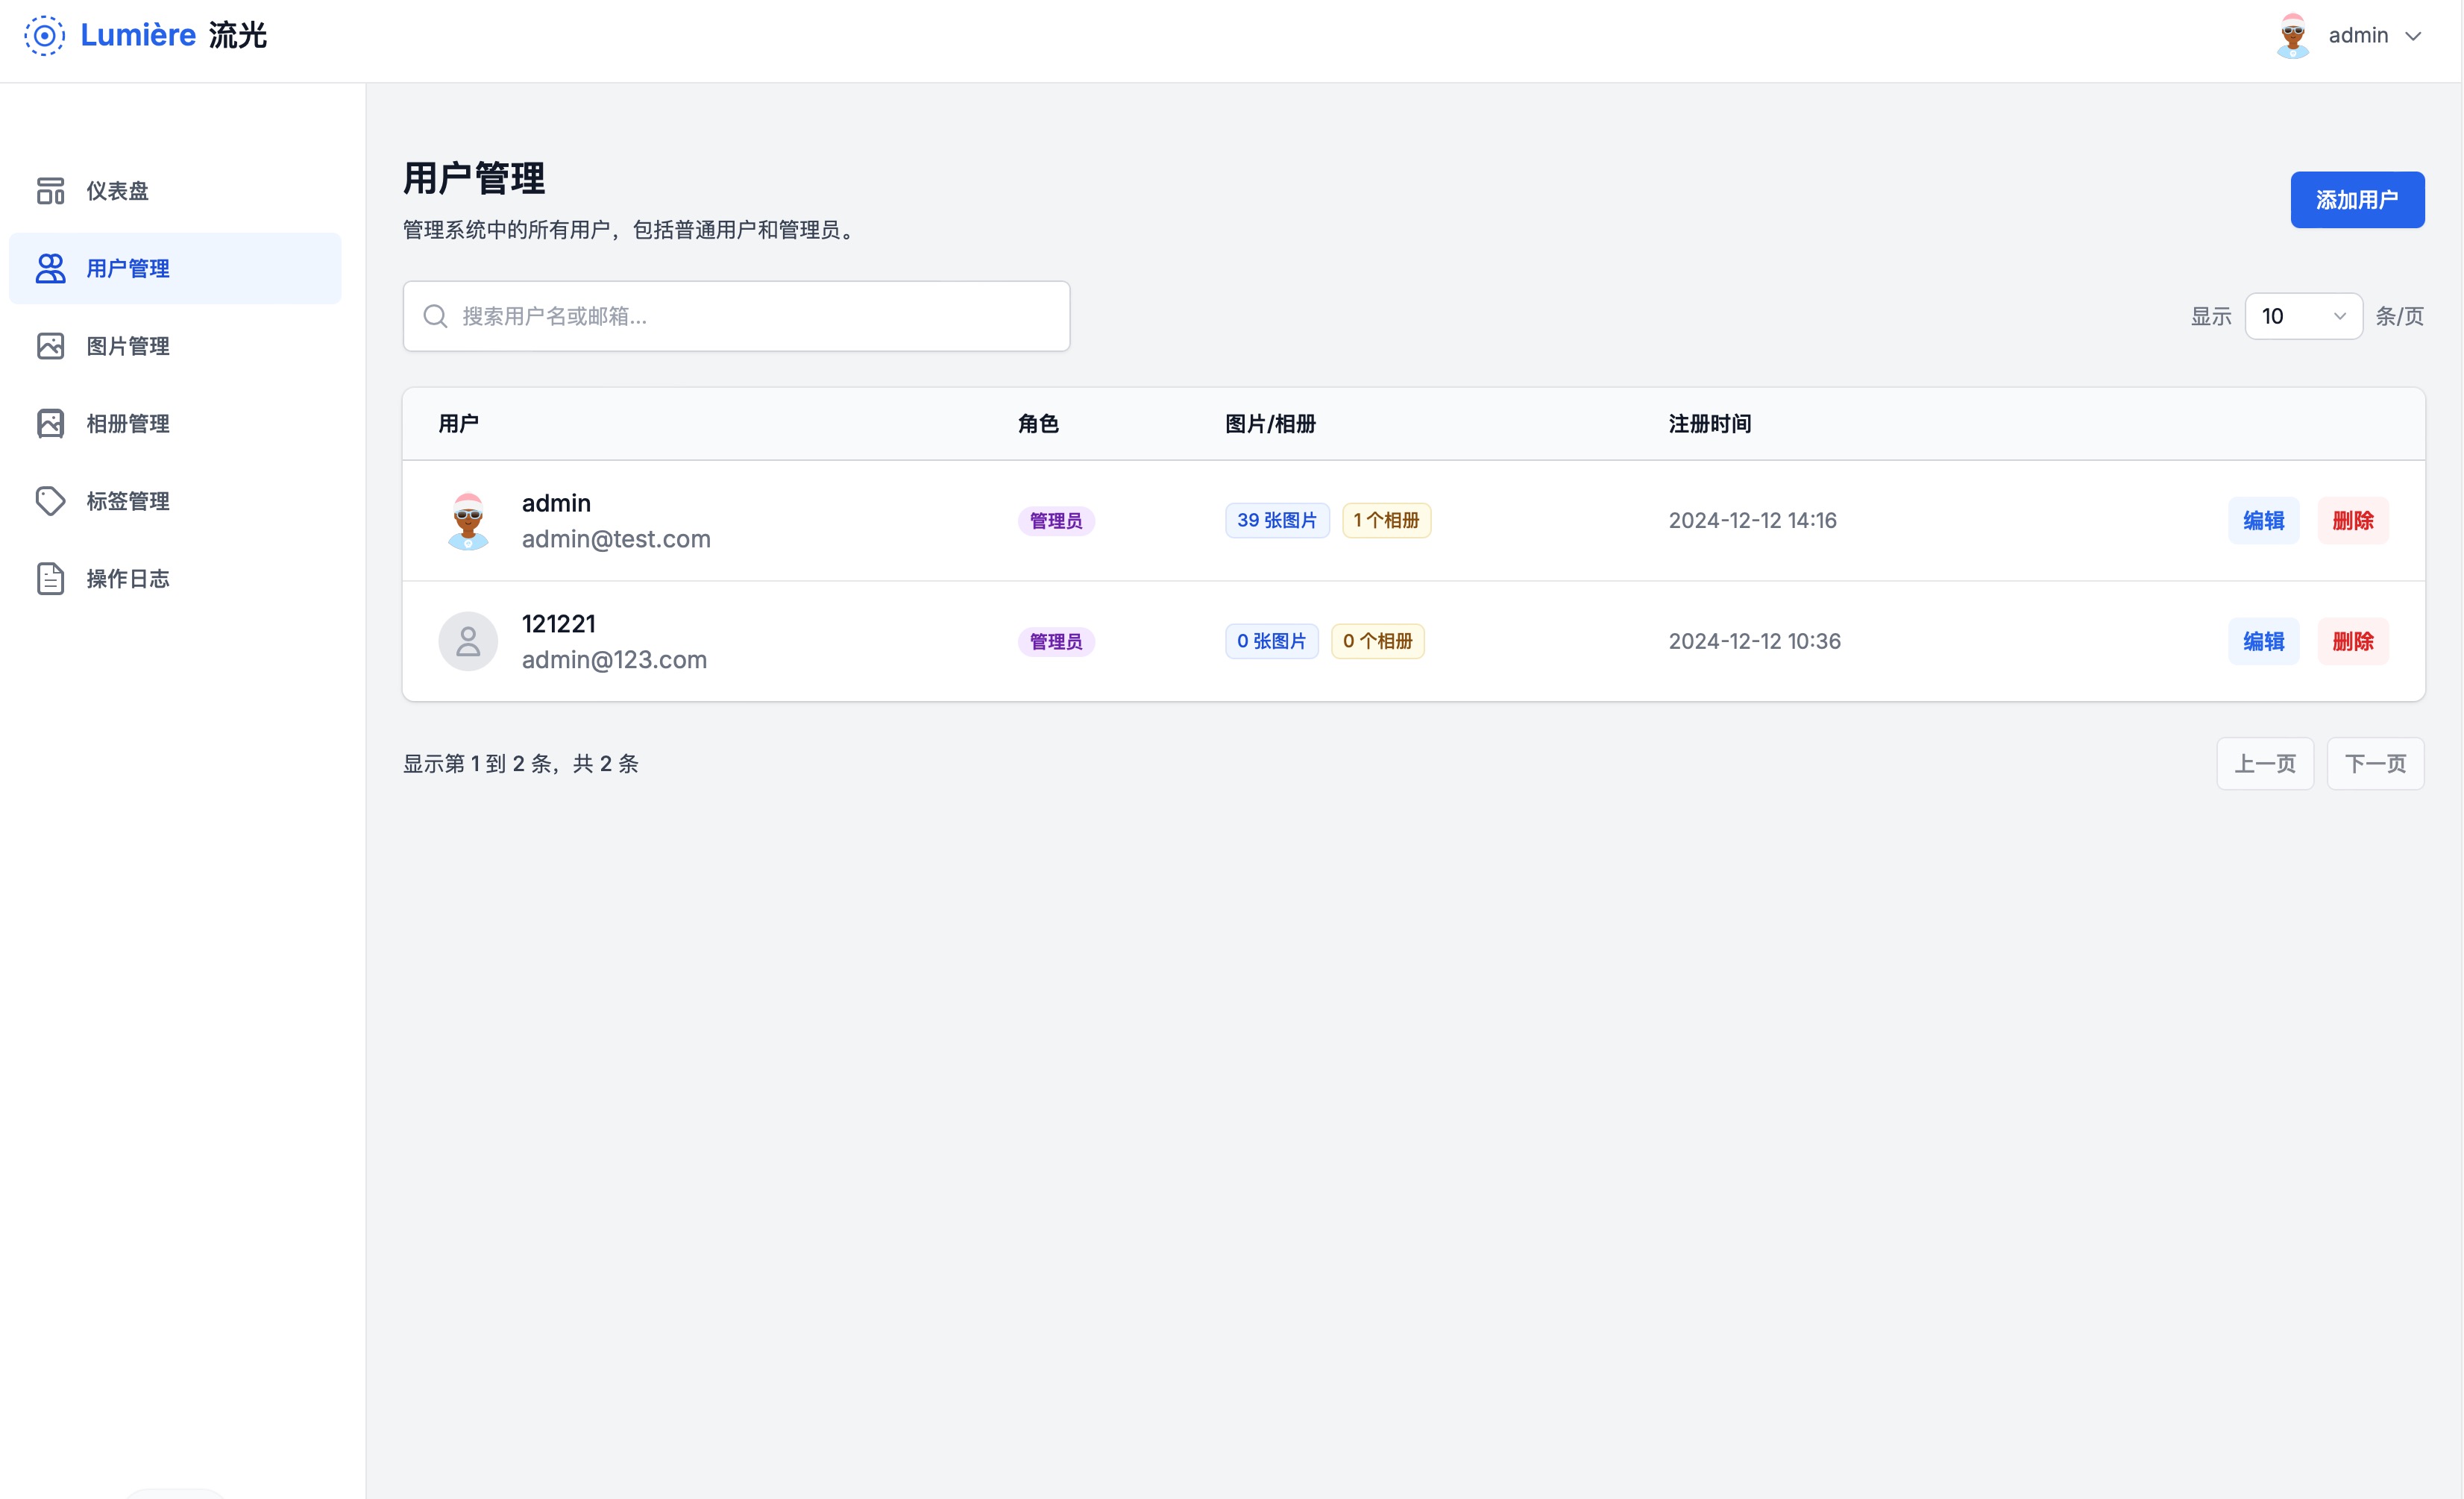 Lumière 流光
admin
仪表盘
用户管理
图片管理
相册管理
标签管理
操作日志
用户管理
管理系统中的所有用户，包括普通用户和管理员。
添加用户
搜索用户名或邮箱...
显示 10 条/页
用户 角色 图片/相册 注册时间
admin
admin@test.com
管理员 39 张图片 1 个相册 2024-12-12 14:16 编辑 删除
121221
admin@123.com
管理员 0 张图片 0 个相册 2024-12-12 10:36 编辑 删除
显示第 1 到 2 条，共 2 条
上一页 下一页